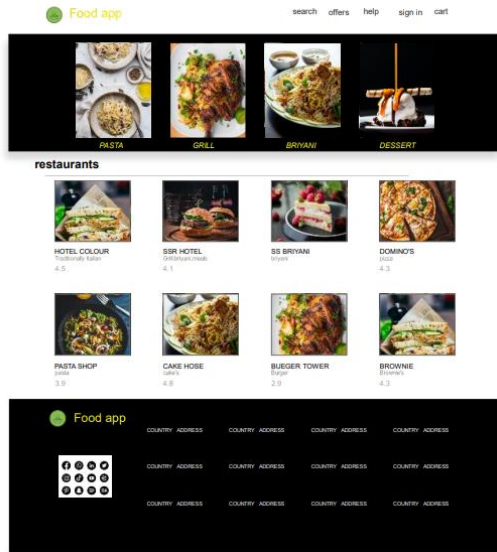 Food app
search offers help sign in cart
PASTA GRILL BRIYANI DESSERT
restaurants
HOTEL COLOUR SSR HOTEL SS BRIYANI DOMINO'S
Traditionally Italian Grill briyani,meals briyani pizza
4.5 4.1 4.3
PASTA SHOP CAKE HOSE BUEGER TOWER BROWNIE
pasta cake's Burger Brownie's
3.9 4.8 2.9 4.3
Food app
COUNTRY ADDRESS COUNTRY ADDRESS COUNTRY ADDRESS COUNTRY ADDRESS
COUNTRY ADDRESS COUNTRY ADDRESS COUNTRY ADDRESS COUNTRY ADDRESS
COUNTRY ADDRESS COUNTRY ADDRESS COUNTRY ADDRESS COUNTRY ADDRESS